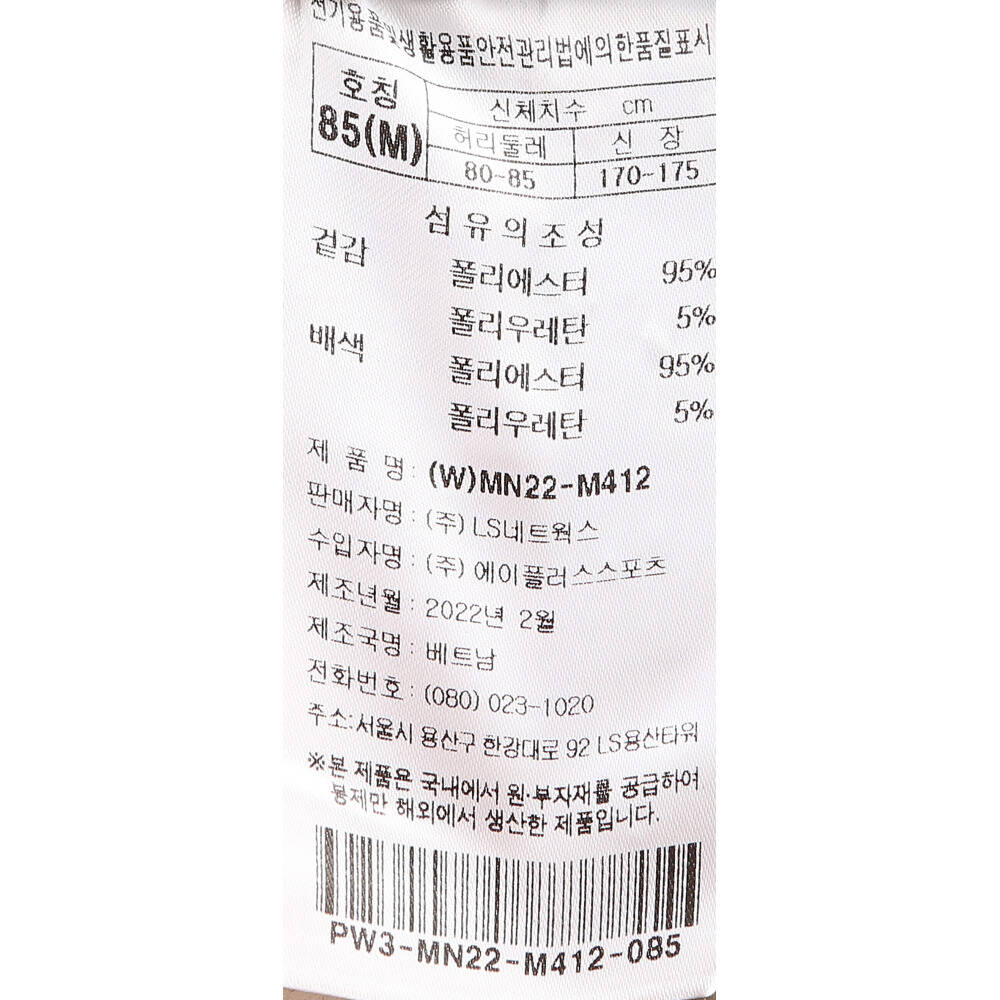 전기용품및생활용품안전관리법에의한품질표시
호칭
85(M)
신체치수 cm
허리둘레 신 장
80-85 170-175
섬유의조성
겉감
폴리에스터 95%
폴리우레탄 5%
배색
폴리에스터 95%
폴리우레탄 5%
제 품 명 : (W)MN22-M412
판매자명 : (주) LS네트웍스
수입자명 : (주) 에이플러스스포츠
제조년월 : 2022년 2월
제조국명 : 베트남
전화번호 : (080) 023-1020
주소:서울시 용산구 한강대로 92 LS용산타워
※본 제품은 국내에서 원·부자재를 공급하여
봉제만 해외에서 생산한 제품입니다.
PW3-MN22-M412-085